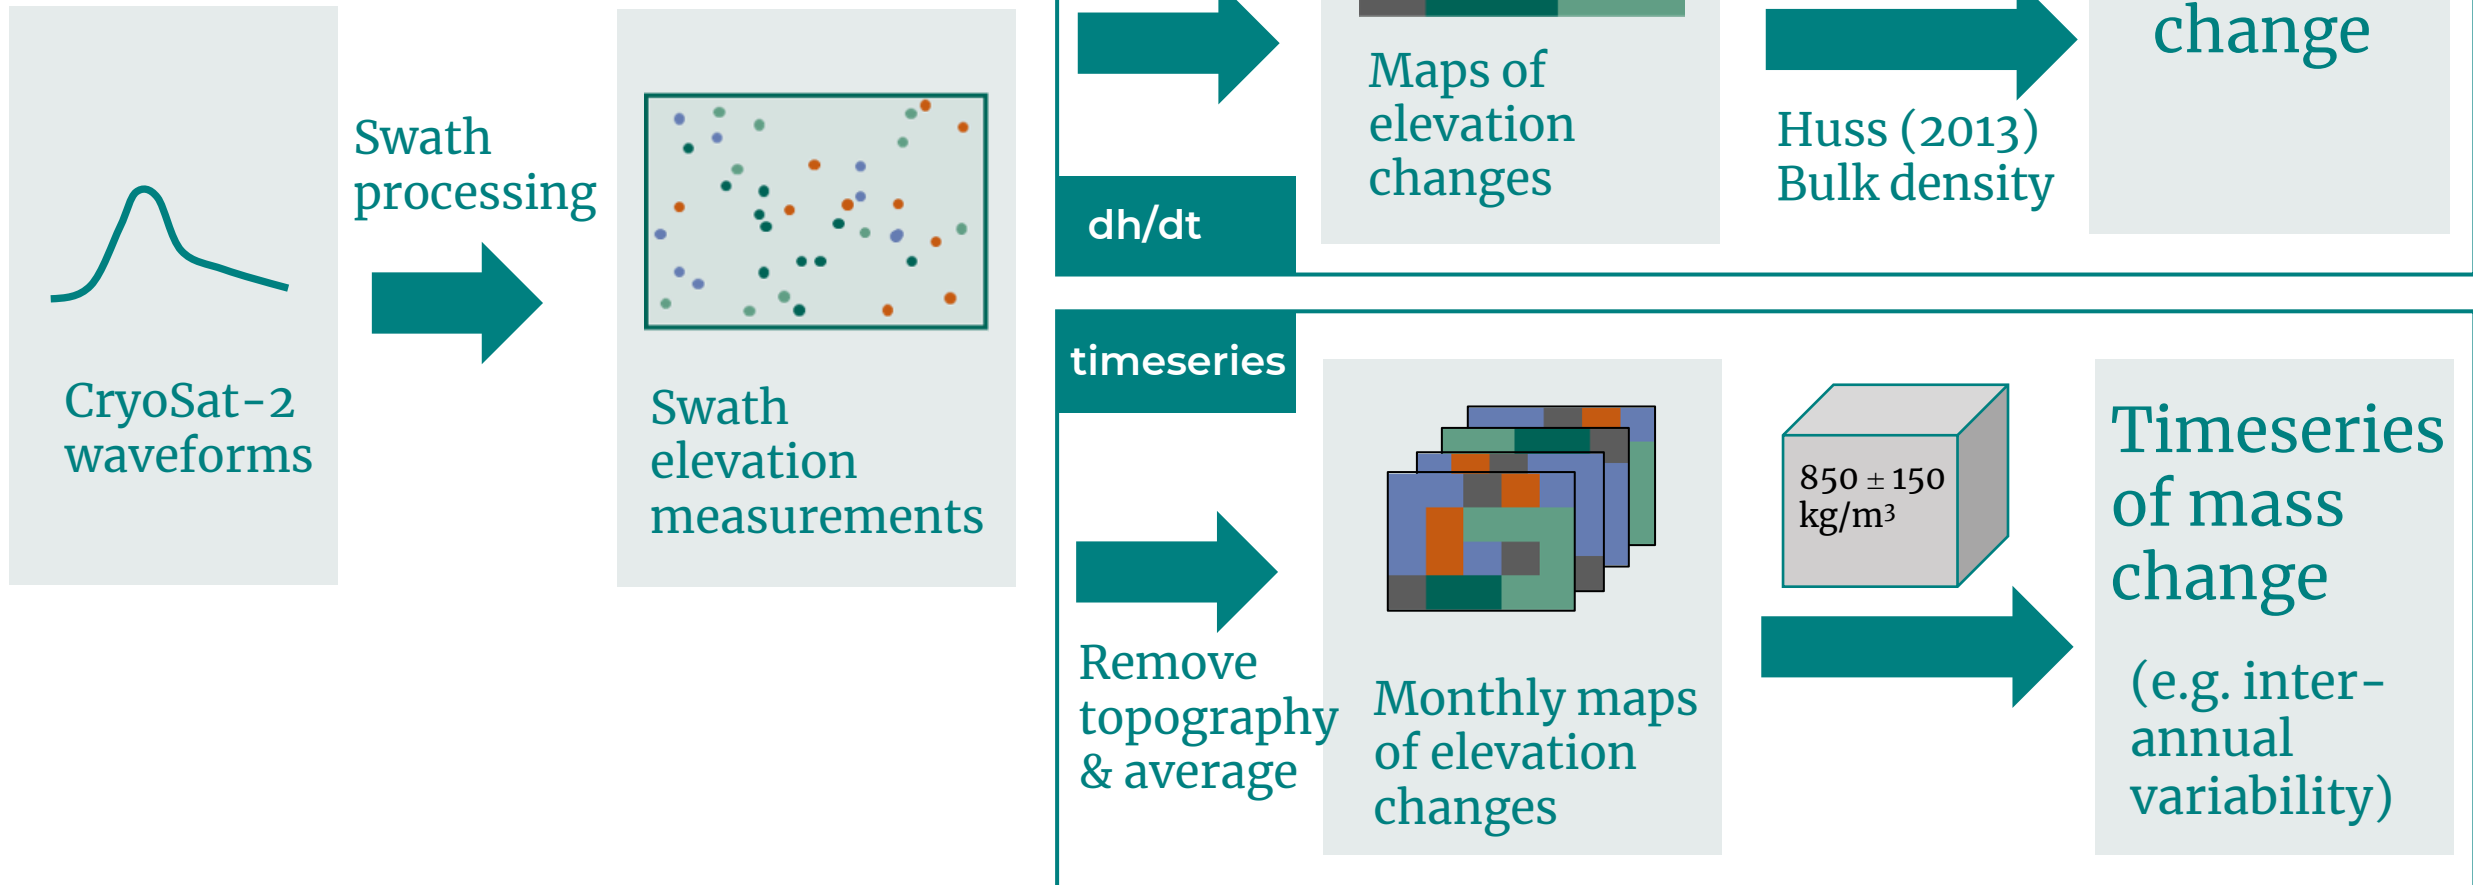 Swath
processing
CryoSat-2
waveforms
Swath
elevation
measurements
Maps of
elevation
changes
Huss (2013)
Bulk density
change
dh/dt
timeseries
Remove
topography
& average
Monthly maps
of elevation
changes
850 ± 150
kg/m³
Timeseries
of mass
change
(e.g. inter-
annual
variability)